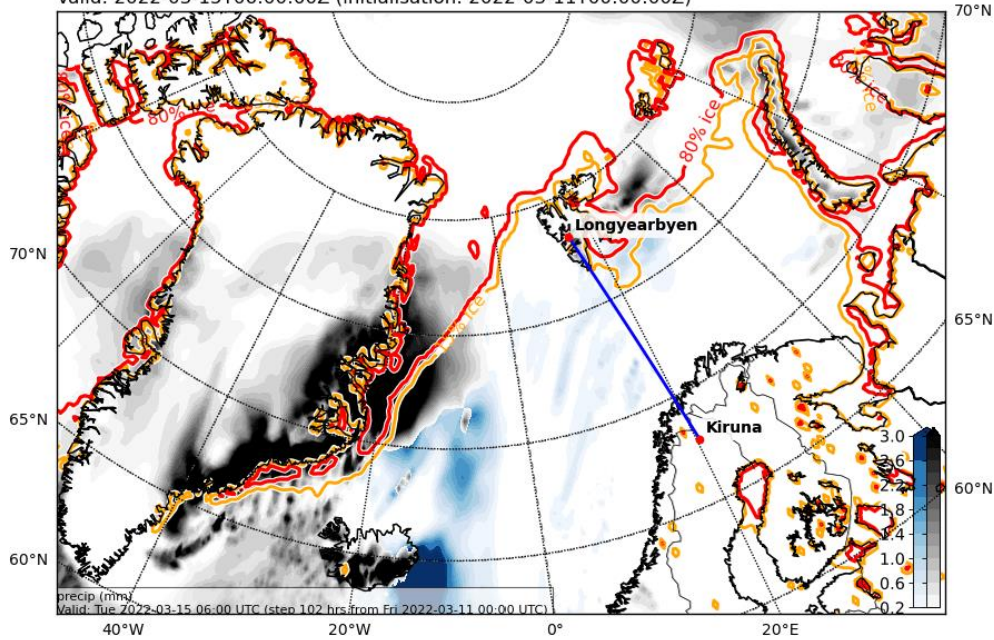 Valid: 2022-03-15T06:00:00Z (initialisation: 2022-03-11T00:00:00Z)
70°N
80% ice
80% ice
Longyearbyen
70°N
65°N
15% ice
65°N
Kiruna
3.0
2.6
2.2
1.8
1.4
1.0
0.6
0.2
60°N
60°N
precip (mm)
Valid: Tue 2022-03-15 06:00 UTC (step 102 hrs from Fri 2022-03-11 00:00 UTC)
40°W
20°W
0°
20°E